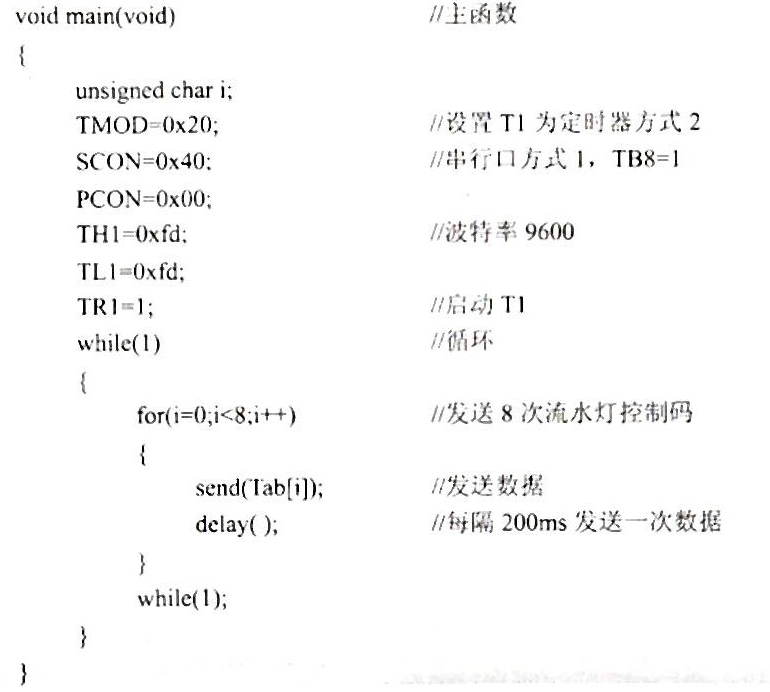 void main(void) //主函数
{
unsigned char i;
TMOD=0x20; //设置 T1 为定时器方式 2
SCON=0x40; //串行口方式 1，TB8=1
PCON=0x00;
TH1=0xfd; //波特率 9600
TL1=0xfd;
TR1=1; //启动 T1
while(1) //循环
{
for(i=0;i<8;i++) //发送 8 次流水灯控制码
{
send(Tab[i]); //发送数据
delay( ); //每隔 200ms 发送一次数据
}
while(1);
}
}